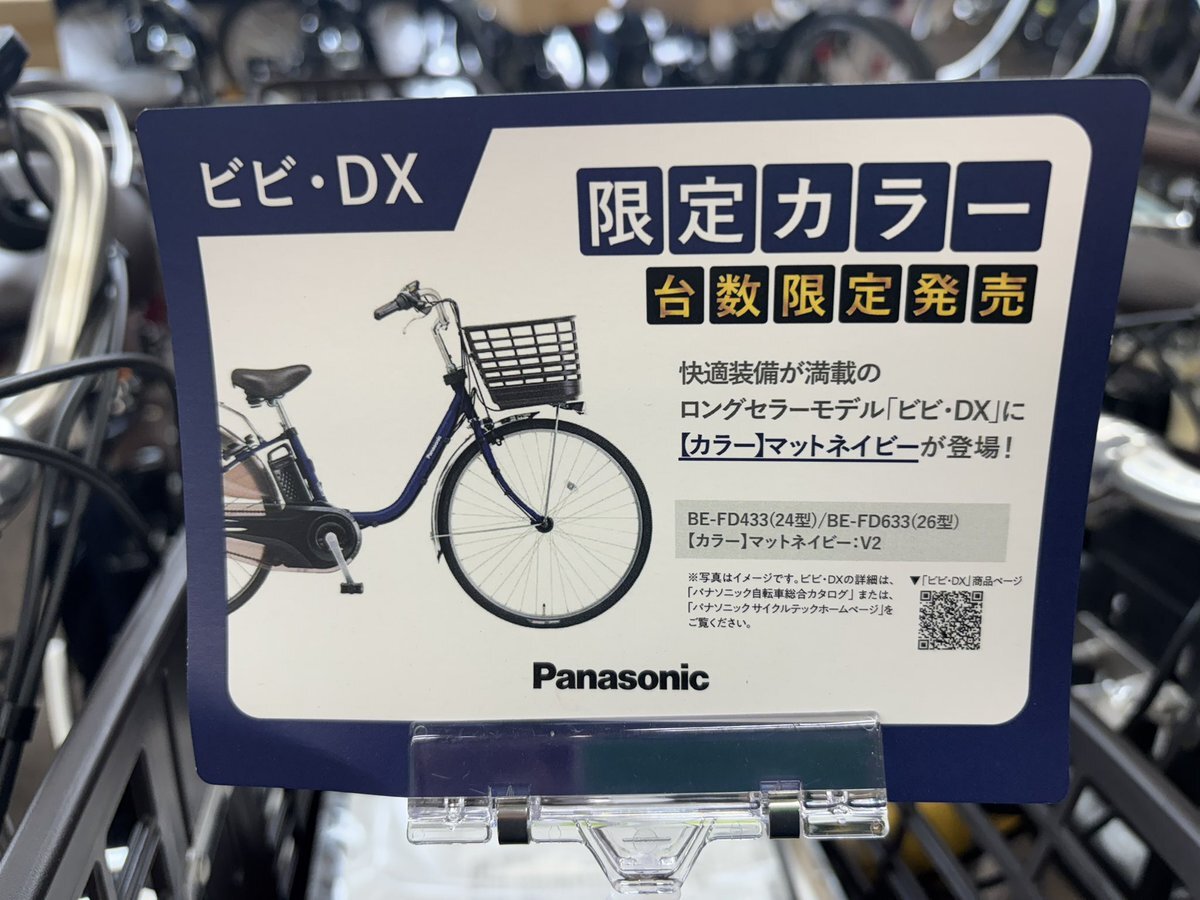 ビビ・DX
限定カラー
台数限定発売
快適装備が満載の
ロングセラーモデル「ビビ・DX」に
【カラー】マットネイビーが登場！
BE-FD433(24型)/BE-FD633(26型)
【カラー】マットネイビー：V2
※写真はイメージです。ビビ・DXの詳細は、
「パナソニック自転車総合カタログ」または、
「パナソニックサイクルテックホームページ」を
ご覧ください。
▼「ビビ・DX」商品ページ
Panasonic
Panasonic